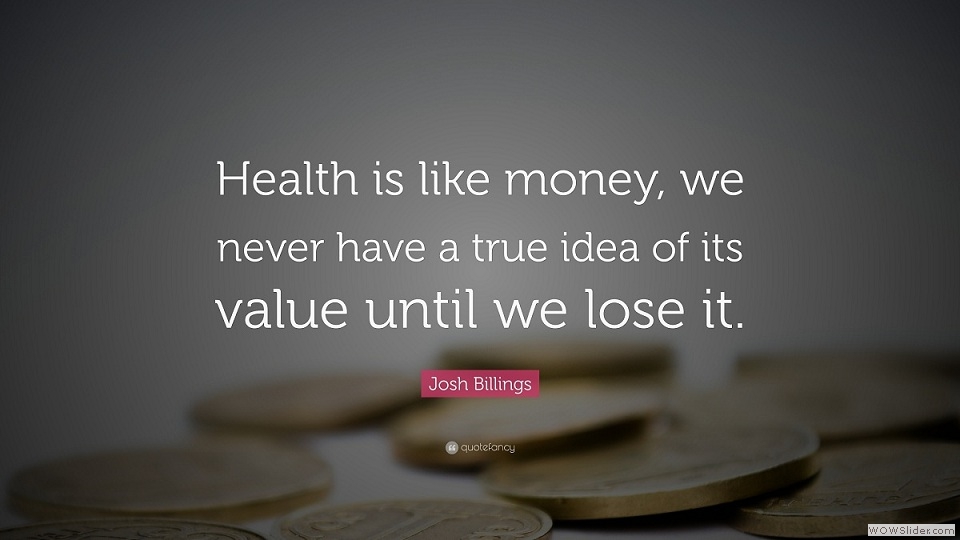 Health is like money, we
never have a true idea of its
value until we lose it.
Josh Billings
quotefancy
WOWSlider.com